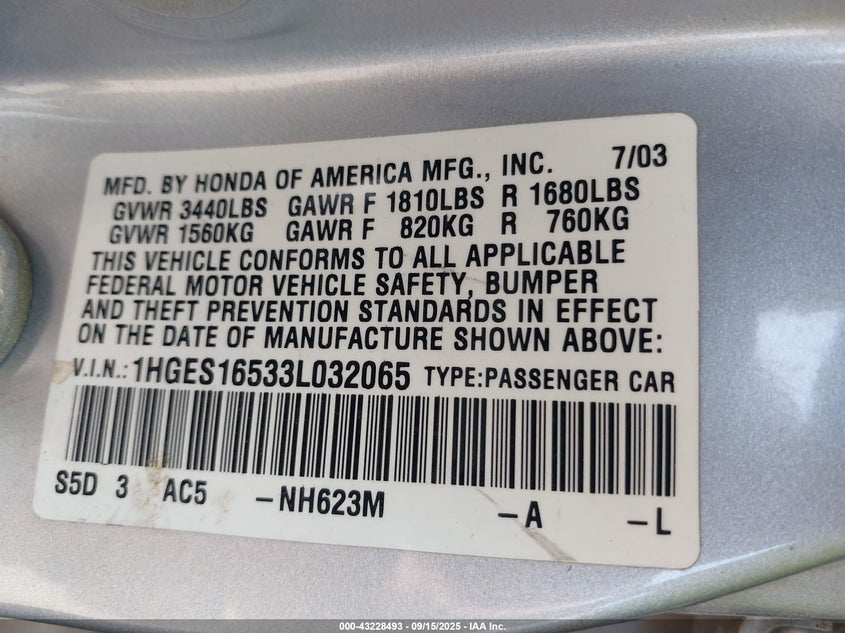 MFD. BY HONDA OF AMERICA MFG., INC. 7/03
GVWR 3440LBS GAWR F 1810LBS R 1680LBS
GVWR 1560KG GAWR F 820KG R 760KG
THIS VEHICLE CONFORMS TO ALL APPLICABLE
FEDERAL MOTOR VEHICLE SAFETY, BUMPER
AND THEFT PREVENTION STANDARDS IN EFFECT
ON THE DATE OF MANUFACTURE SHOWN ABOVE:
V.I.N.: 1HGES16533L032065 TYPE:PASSENGER CAR
S5D 3 AC5 -NH623M -A -L
000-43228493 - 09/15/2025 - IAA Inc.